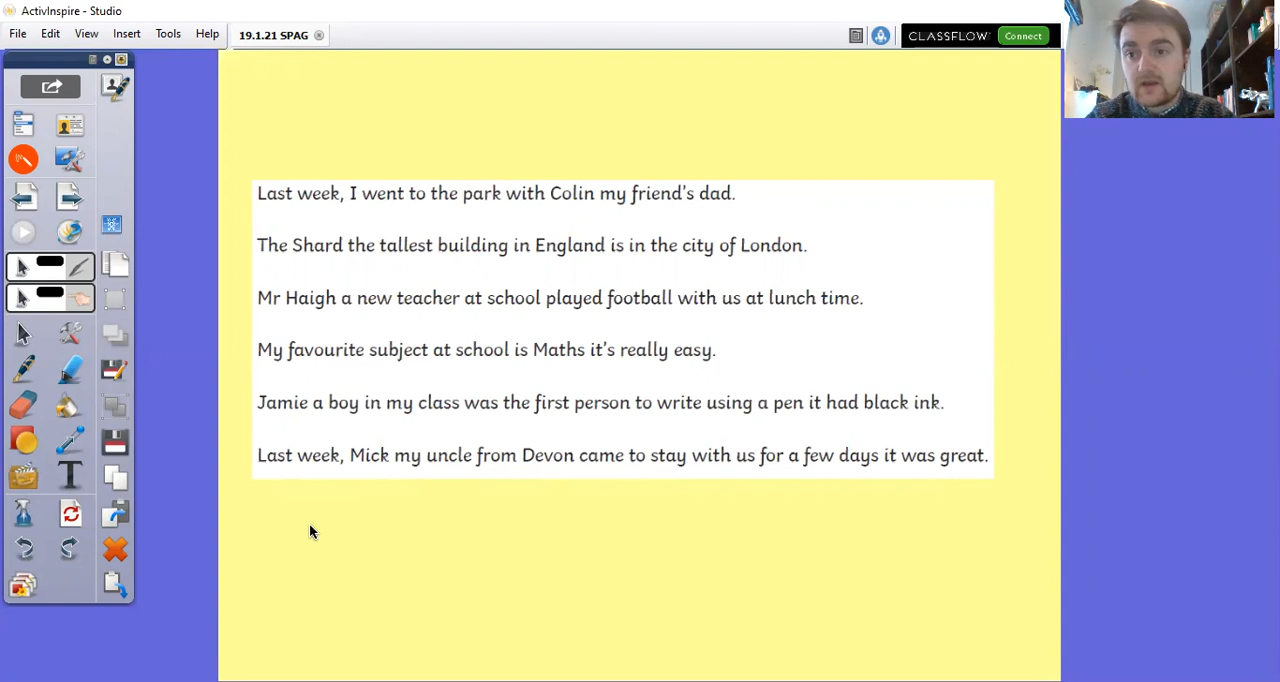 ActivInspire - Studio
File Edit View Insert Tools Help
19.1.21 SPAG
CLASSFLOW Connect
Last week, I went to the park with Colin my friend's dad.
The Shard the tallest building in England is in the city of London.
Mr Haigh a new teacher at school played football with us at lunch time.
My favourite subject at school is Maths it's really easy.
Jamie a boy in my class was the first person to write using a pen it had black ink.
Last week, Mick my uncle from Devon came to stay with us for a few days it was great.
T